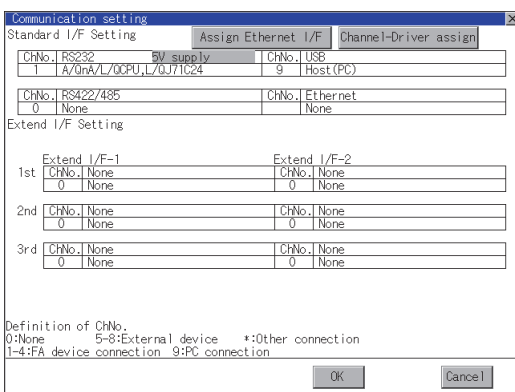 Communication setting
Standard I/F Setting Assign Ethernet I/F Channel-Driver assign
ChNo. RS232 5V supply ChNo. USB
1 A/QnA/L/QCPU,L/QJ71C24 9 Host(PC)
ChNo. RS422/485 ChNo. Ethernet
0 None None
Extend I/F Setting
Extend I/F-1 Extend I/F-2
1st ChNo. None ChNo. None
0 None 0 None
2nd ChNo. None ChNo. None
0 None 0 None
3rd ChNo. None ChNo. None
0 None 0 None
Definition of ChNo.
0:None 5-8:External device *:Other connection
1-4:FA device connection 9:PC connection
OK Cancel